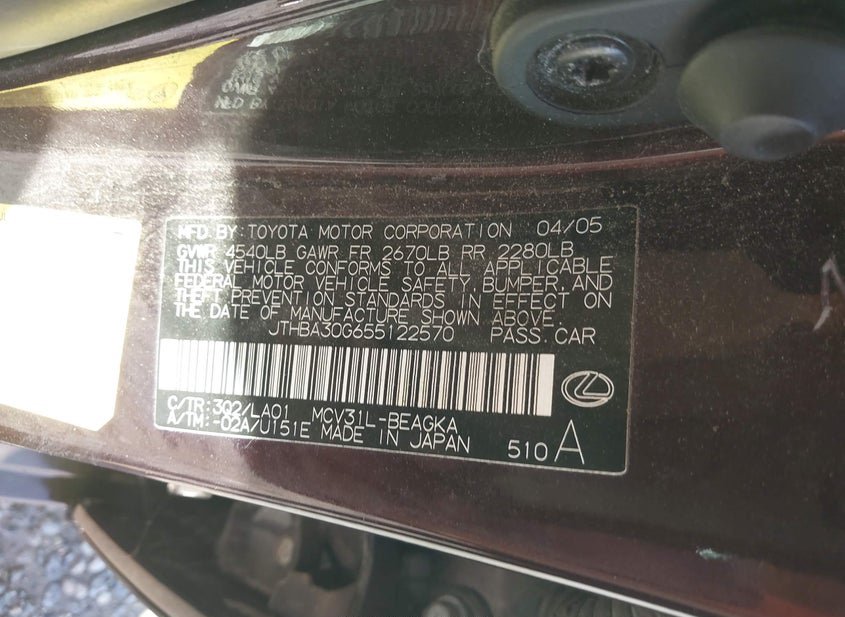 MFD BY: TOYOTA MOTOR CORPORATION 04/05
GVWR 4540LB GAWR FR 2670LB RR 2280LB
THIS VEHICLE CONFORMS TO ALL APPLICABLE
FEDERAL MOTOR VEHICLE SAFETY, BUMPER, AND
THEFT PREVENTION STANDARDS IN EFFECT ON
THE DATE OF MANUFACTURE SHOWN ABOVE.
JTHBA30G655122570 PASS. CAR
C/TR: 3Q2/LA01 MCV31L-BEAGKA
A/TM: -02A/U151E MADE IN JAPAN
510 A